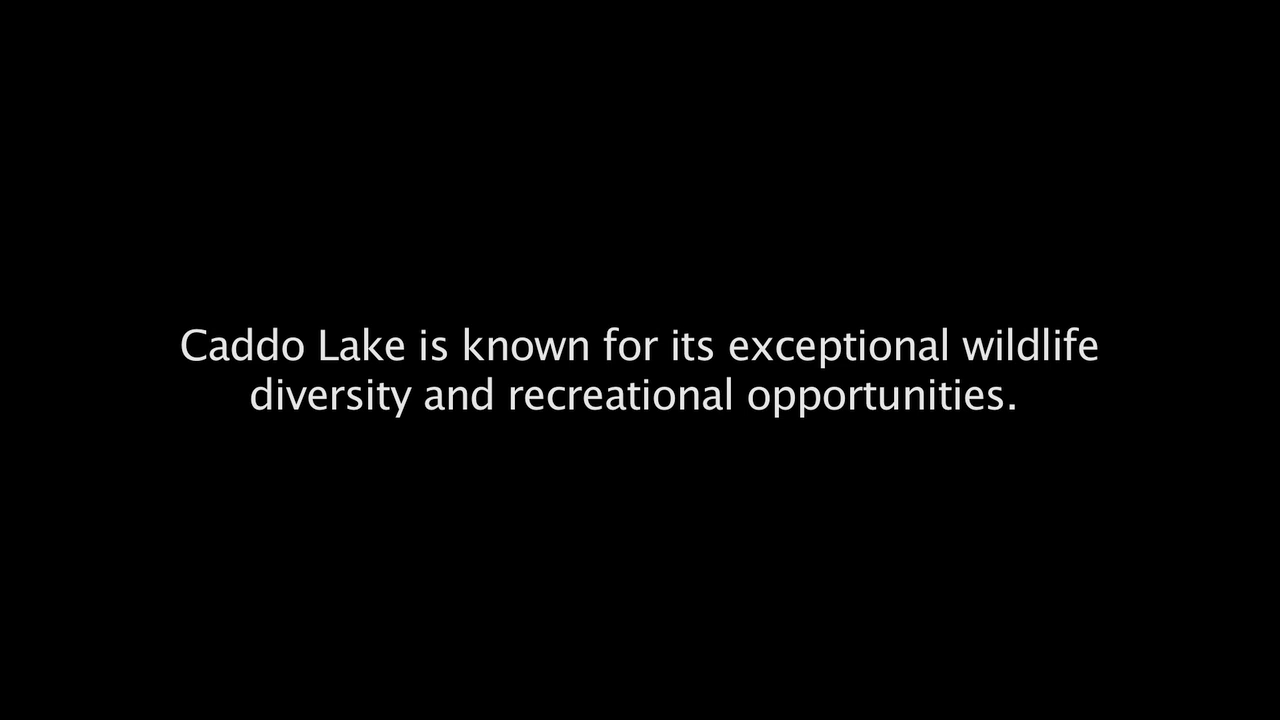 Caddo Lake is known for its exceptional wildlife
diversity and recreational opportunities.